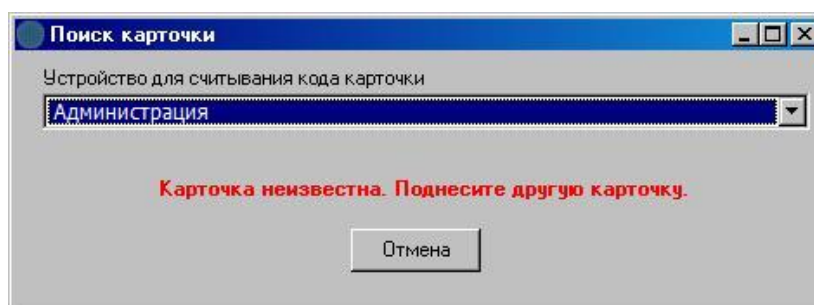 Поиск карточки
Устройство для считывания кода карточки
Администрация
Карточка неизвестна. Поднесите другую карточку.
Отмена